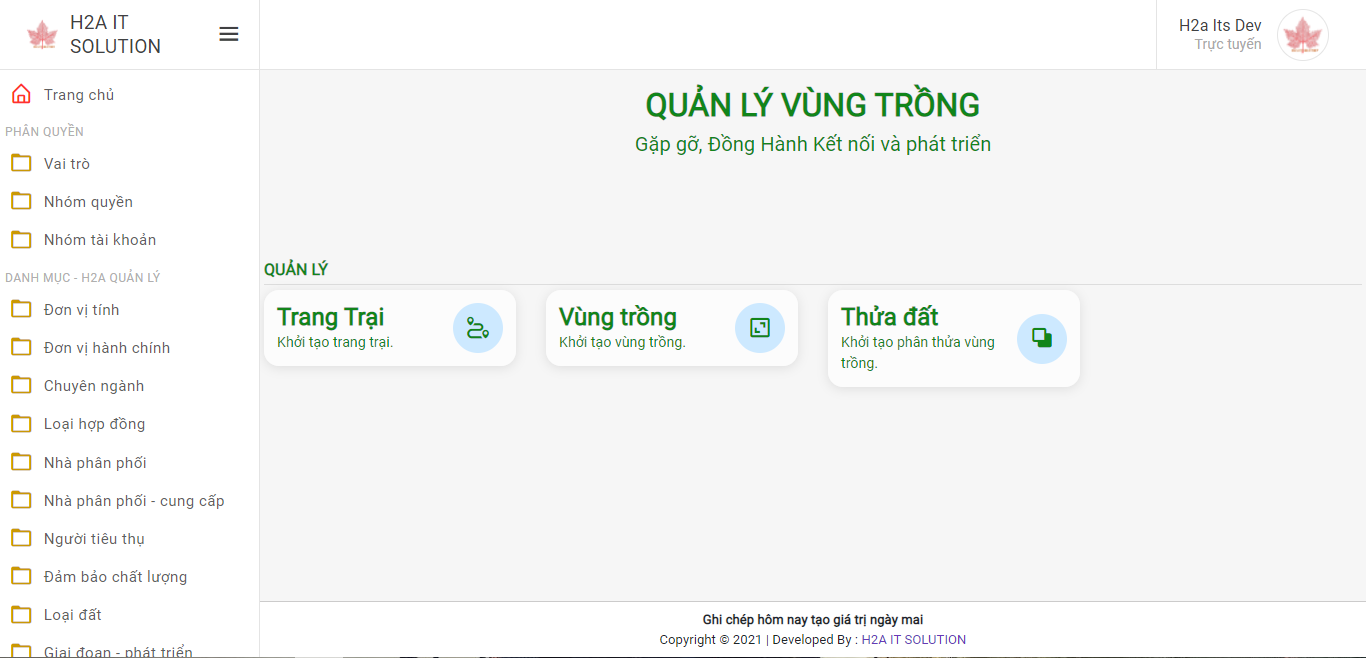 H2A IT
SOLUTION
H2a Its Dev
Trực tuyến
Trang chủ
PHÂN QUYỀN
Vai trò
Nhóm quyền
Nhóm tài khoản
DANH MỤC - H2A QUẢN LÝ
Đơn vị tính
Đơn vị hành chính
Chuyên ngành
Loại hợp đồng
Nhà phân phối
Nhà phân phối - cung cấp
Người tiêu thụ
Đảm bảo chất lượng
Loại đất
Giai đoạn - phát triển
QUẢN LÝ VÙNG TRỒNG
Gặp gỡ, Đồng Hành Kết nối và phát triển
QUẢN LÝ
Trang Trại
Khởi tạo trang trại.
Vùng trồng
Khởi tạo vùng trồng.
Thửa đất
Khởi tạo phân thửa vùng
trồng.
Ghi chép hôm nay tạo giá trị ngày mai
Copyright © 2021 | Developed By : H2A IT SOLUTION